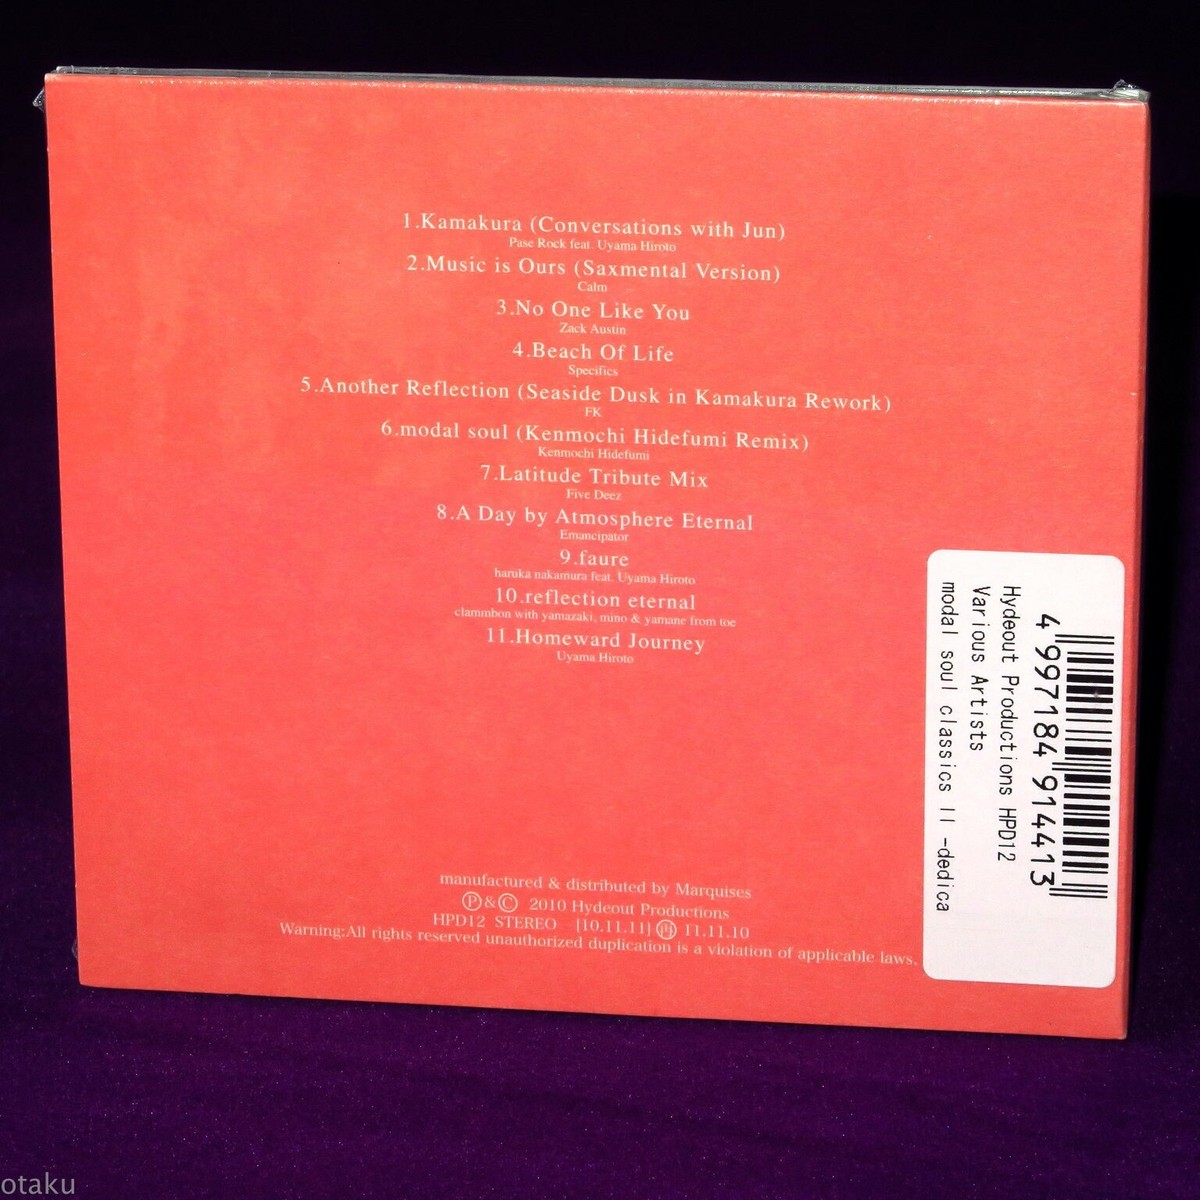 1.Kamakura (Conversations with Jun)
Pase Rock feat. Uyama Hiroto
2.Music is Ours (Saxmental Version)
Calm
3.No One Like You
Zack Austin
4.Beach Of Life
Specifics
5.Another Reflection (Seaside Dusk in Kamakura Rework)
FK
6.modal soul (Kenmochi Hidefumi Remix)
Kenmochi Hidefumi
7.Latitude Tribute Mix
Five Deez
8.A Day by Atmosphere Eternal
Emancipator
9.faure
haruka nakamura feat. Uyama Hiroto
10.reflection eternal
clammbon with yamazaki, mino & yamane from toe
11.Homeward Journey
Uyama Hiroto
manufactured & distributed by Marquises
Ⓟ&Ⓒ 2010 Hydeout Productions
HPD12 STEREO [10.11.11] 11.11.10
Warning:All rights reserved unauthorized duplication is a violation of applicable laws.
4 997184 914413
Hydeout Productions HPD12
Various Artists
modal soul classics II -dedica
otaku